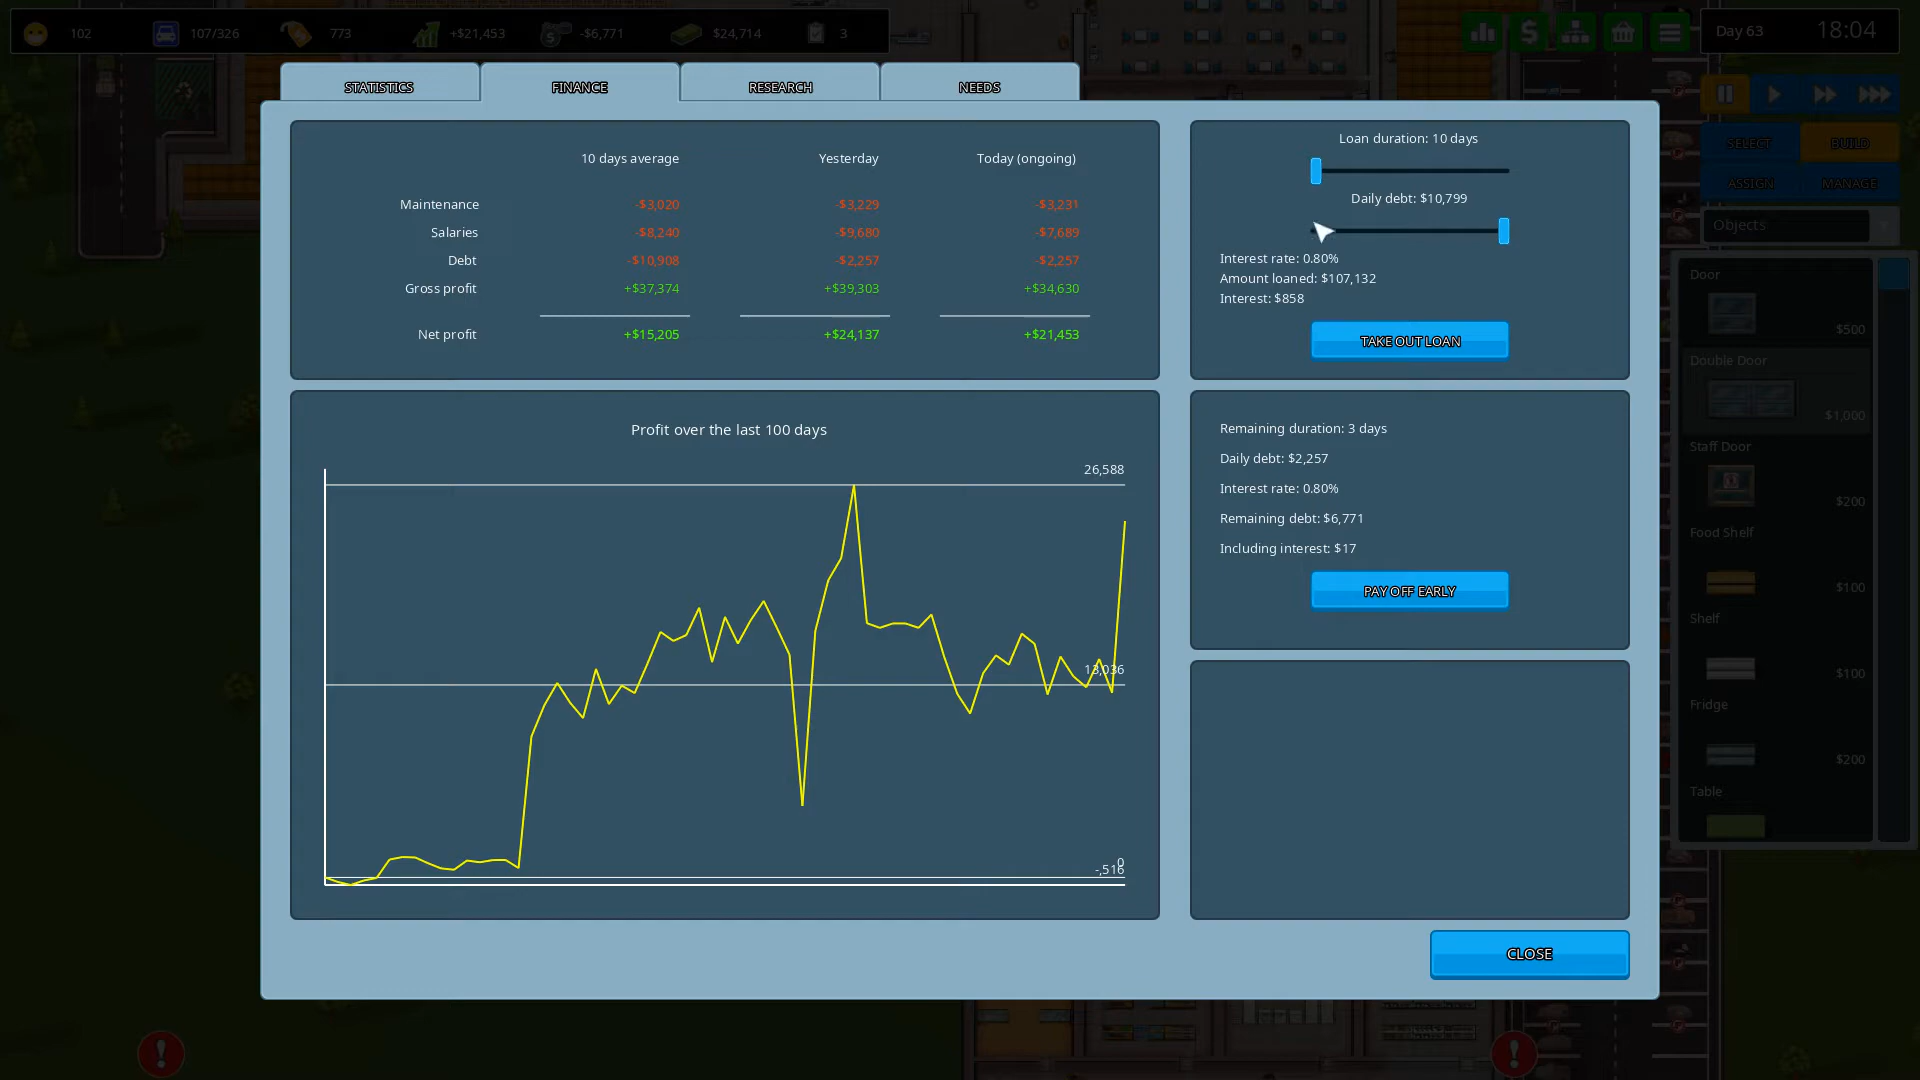 102 107/326 773 +$21,453 -$6,771 $24,714 3
Day 63 18:04
STATISTICS FINANCE RESEARCH NEEDS
10 days average Yesterday Today (ongoing)
Maintenance -$3,020 -$3,229 -$3,231
Salaries -$8,240 -$9,680 -$7,689
Debt -$10,908 -$2,257 -$2,257
Gross profit +$37,374 +$39,303 +$34,630
Net profit +$15,205 +$24,137 +$21,453
Loan duration: 10 days
Daily debt: $10,799
Interest rate: 0.80%
Amount loaned: $107,132
Interest: $858
TAKE OUT LOAN
Profit over the last 100 days
26,588
13,036
0
-,516
Remaining duration: 3 days
Daily debt: $2,257
Interest rate: 0.80%
Remaining debt: $6,771
Including interest: $17
PAY OFF EARLY
CLOSE
SELECT BUILD
ASSIGN MANAGE
Objects
Door
$500
Double Door
$1,000
Staff Door
$200
Food Shelf
$100
Shelf
$100
Fridge
$200
Table